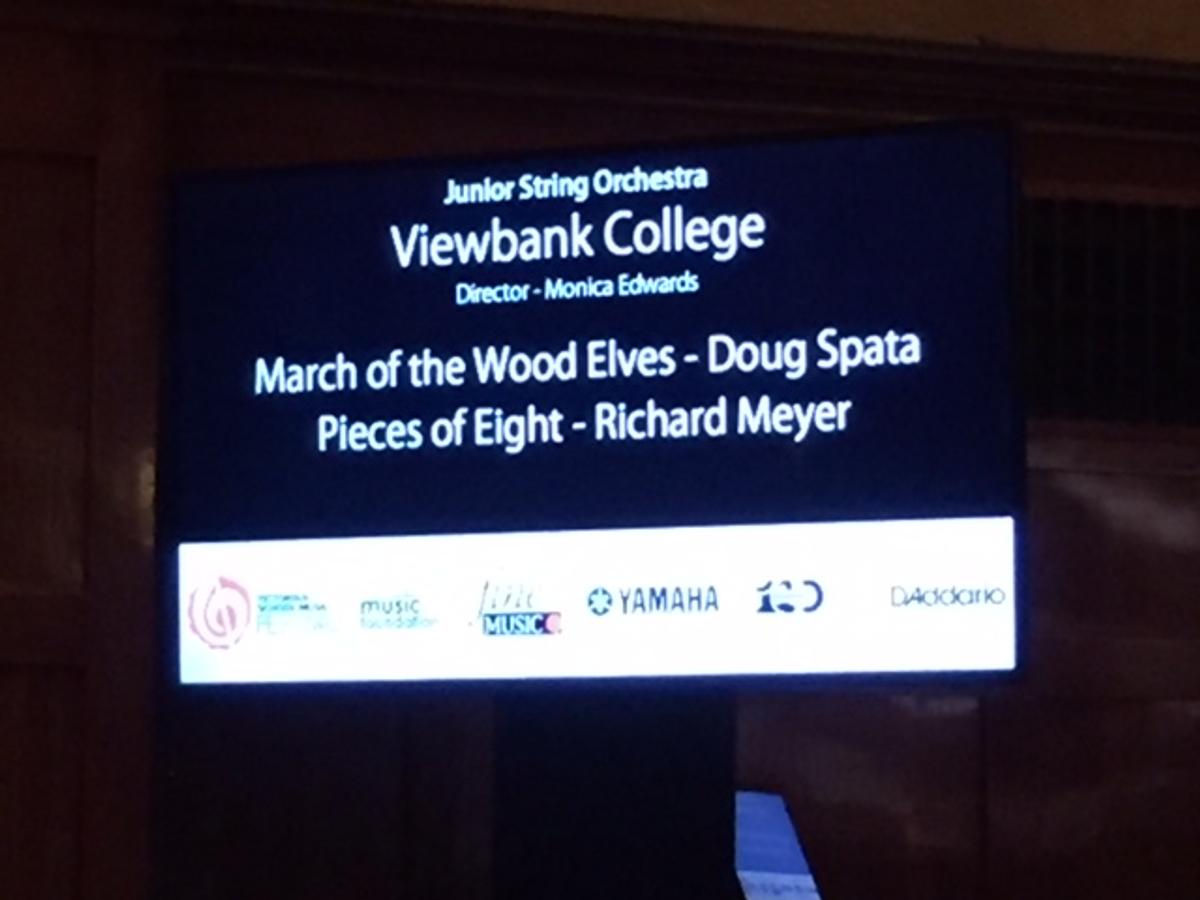 Junior String Orchestra
Viewbank College
Director - Monica Edwards
March of the Wood Elves - Doug Spata
Pieces of Eight - Richard Meyer
music
foundation
MUSIC
YAMAHA
100
D'Addario